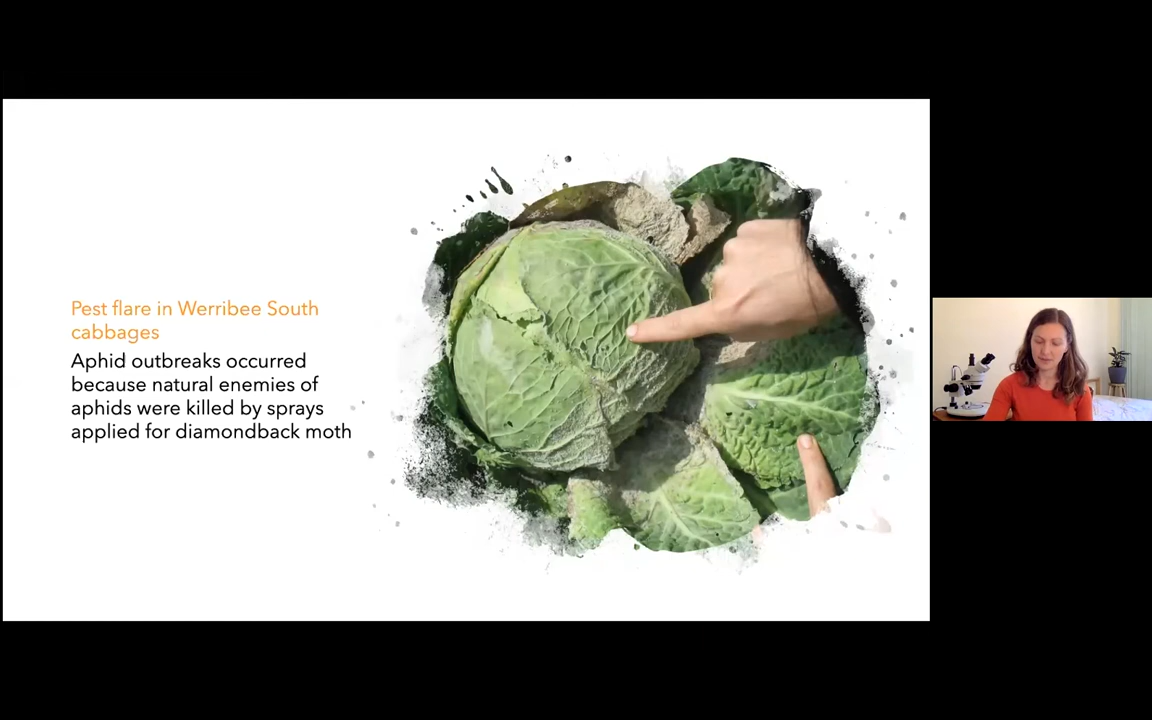 Pest flare in Werribee South
cabbages
Aphid outbreaks occurred
because natural enemies of
aphids were killed by sprays
applied for diamondback moth